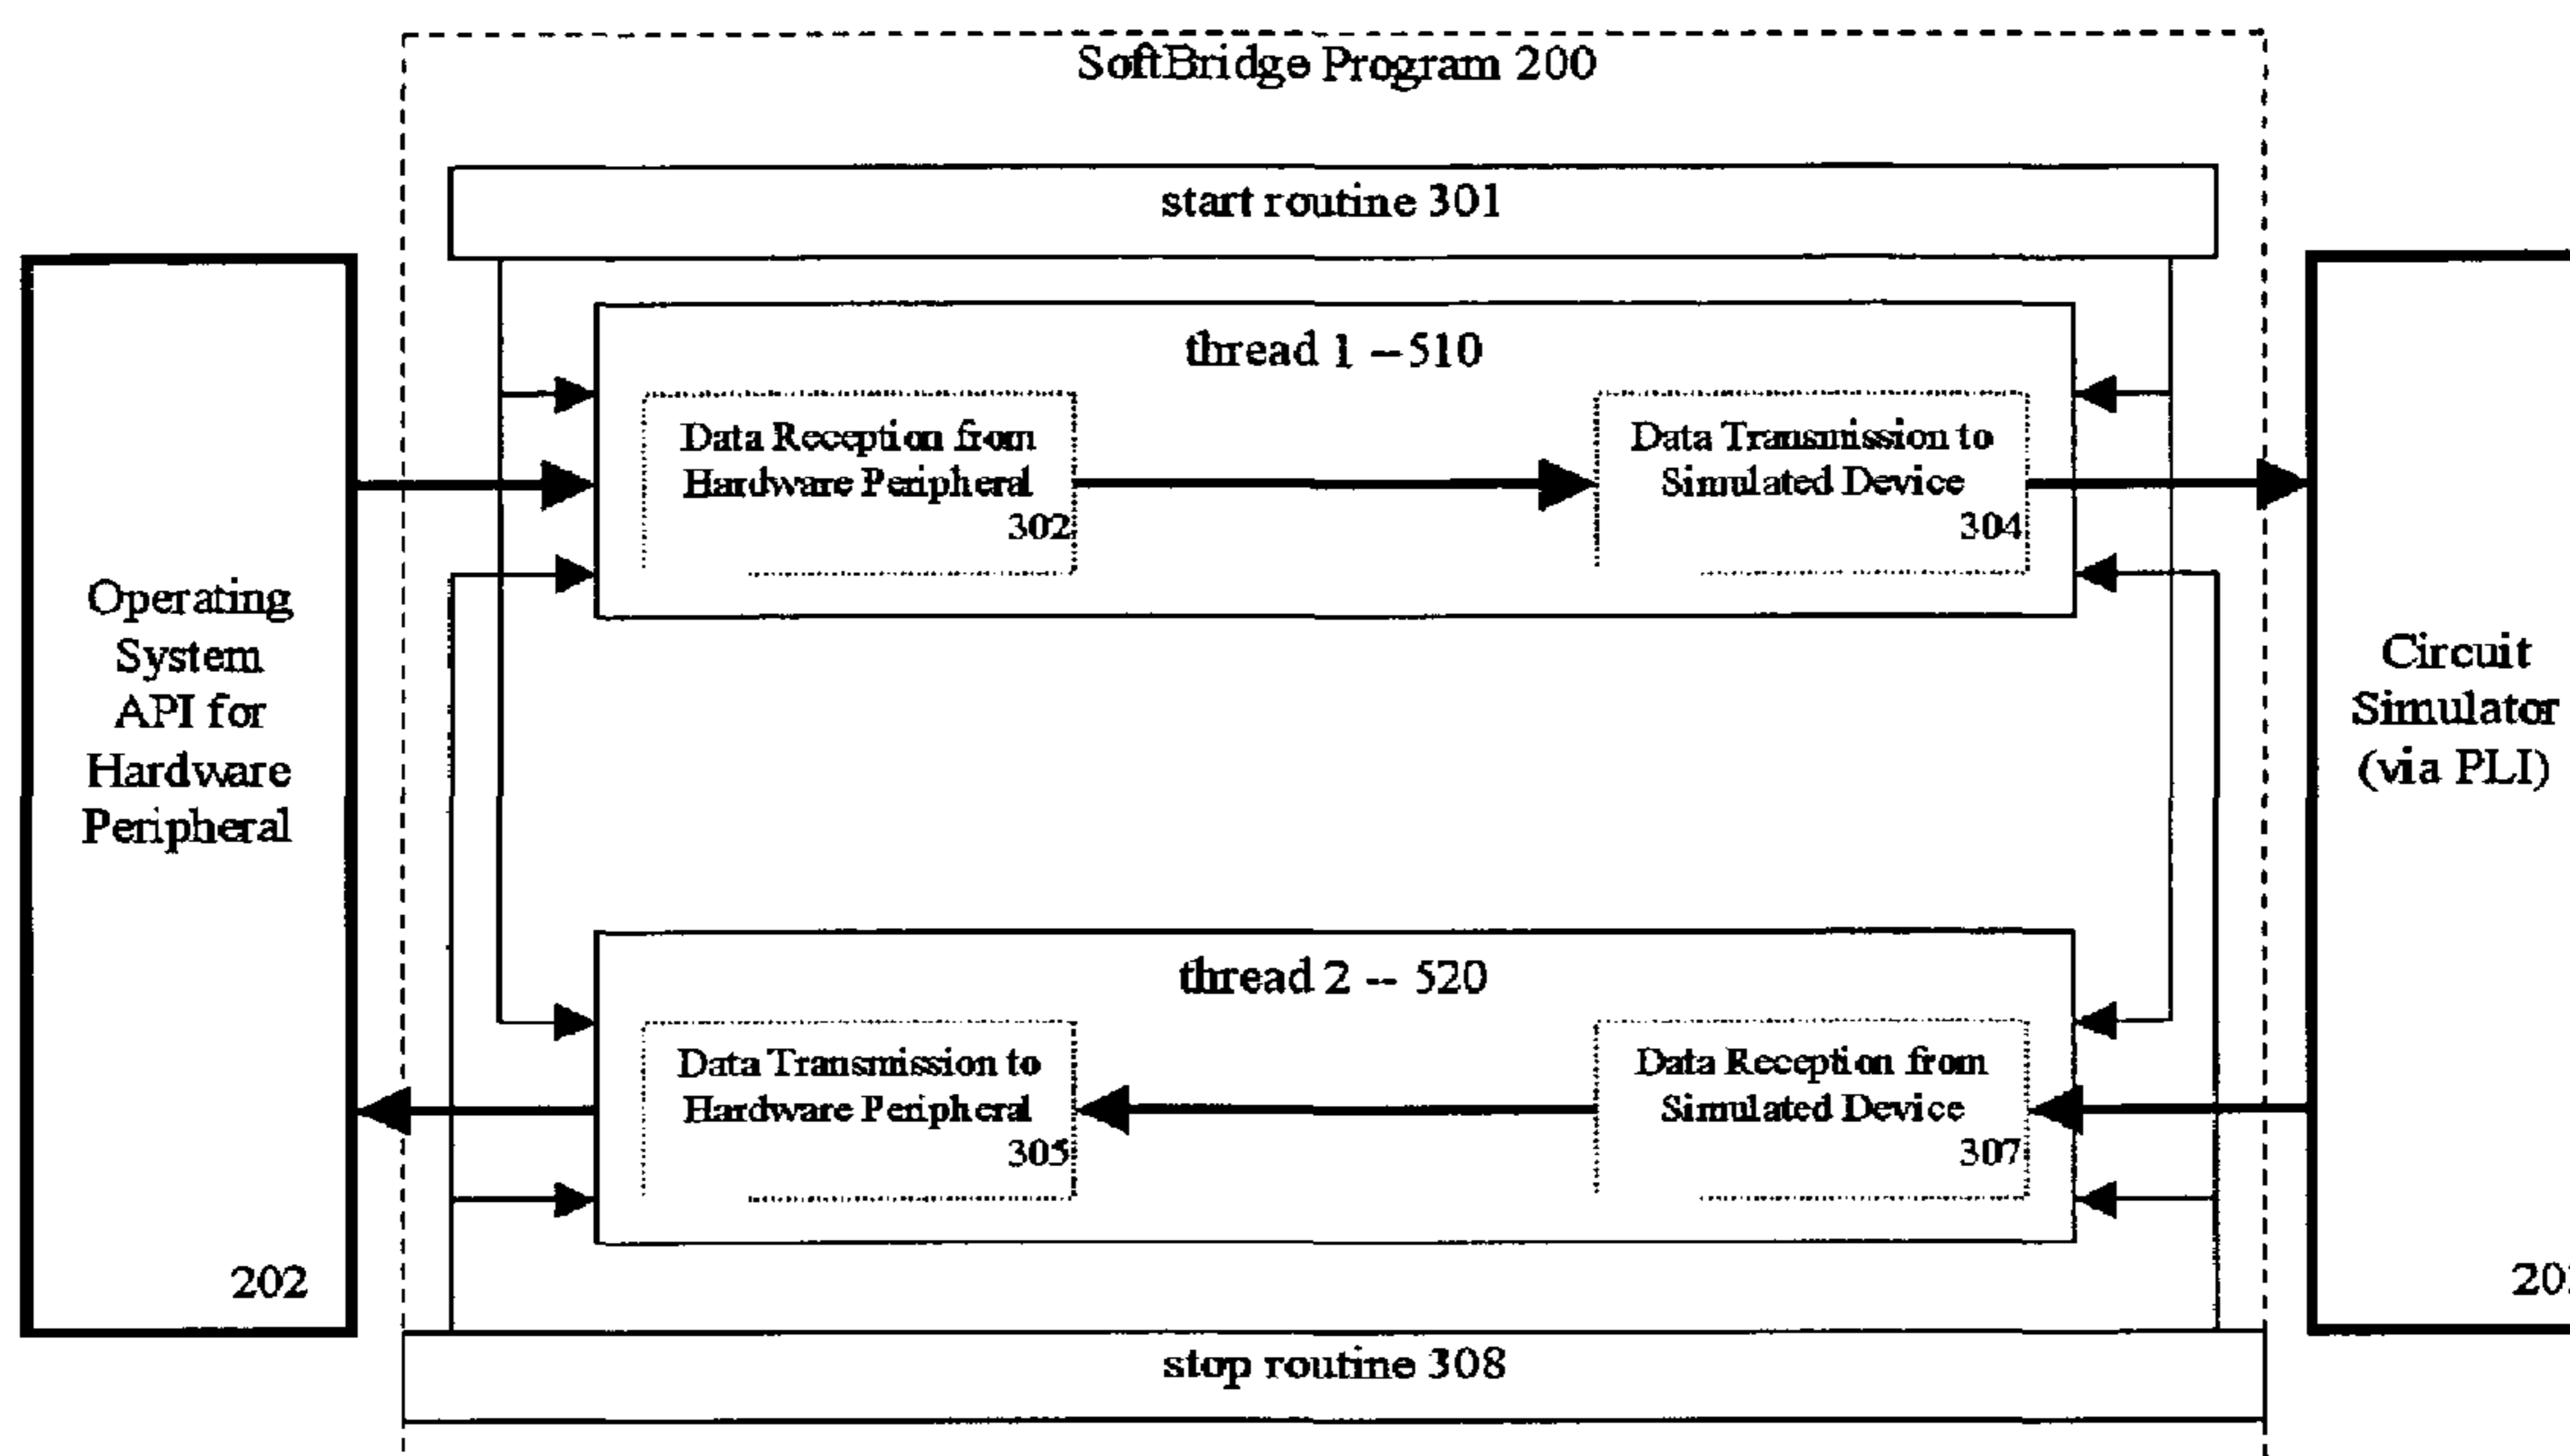 SoftBridge Program 200
start routine 301
thread 1 – 510
Data Reception from
Hardware Peripheral
302
Data Transmission to
Simulated Device
304
Operating
System
API for
Hardware
Peripheral
202
Circuit
Simulator
(via PLI)
thread 2 -- 520
Data Transmission to
Hardware Peripheral
305
Data Reception from
Simulated Device
307
stop routine 308